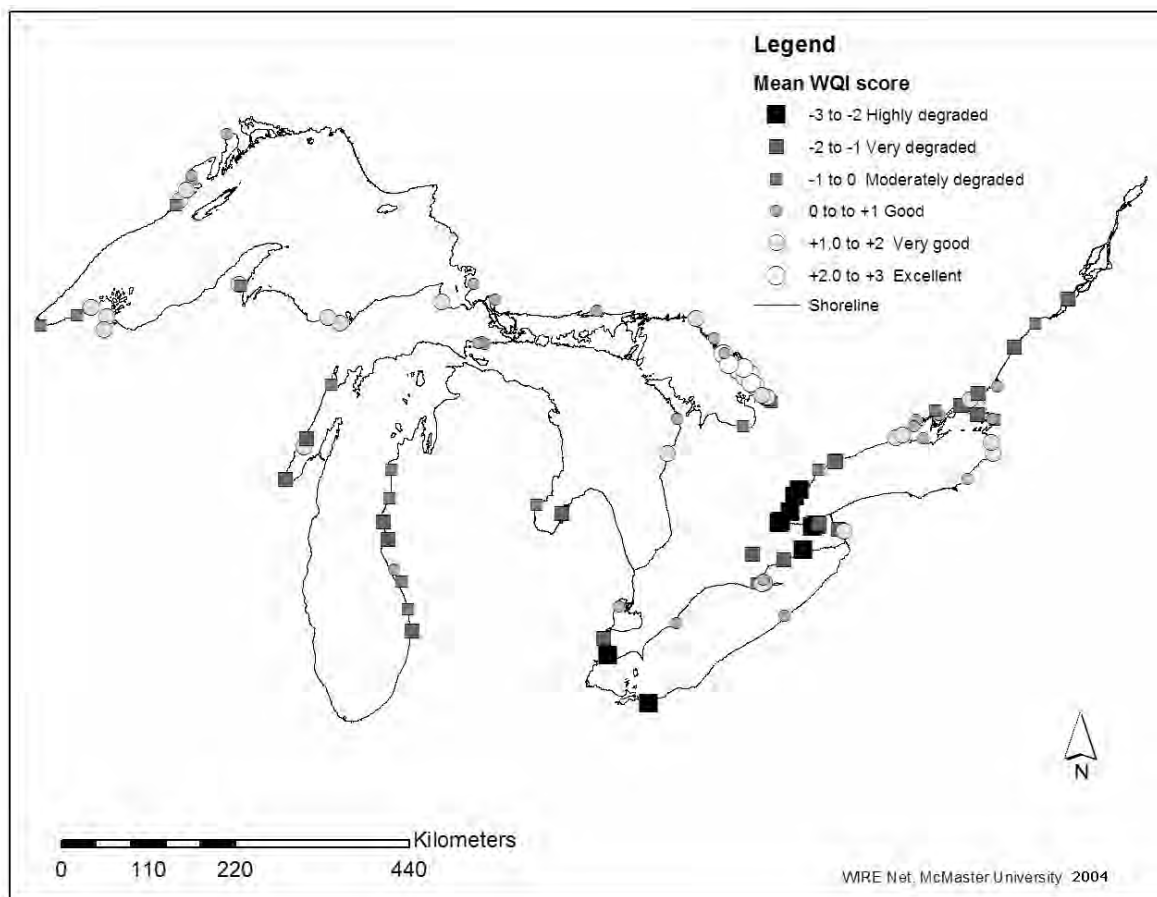 Legend
Mean WQI score
-3 to -2 Highly degraded
-2 to -1 Very degraded
-1 to 0 Moderately degraded
0 to to +1 Good
+1.0 to +2 Very good
+2.0 to +3 Excellent
Shoreline
N
Kilometers
0 110 220 440
WIRE Net, McMaster University 2004